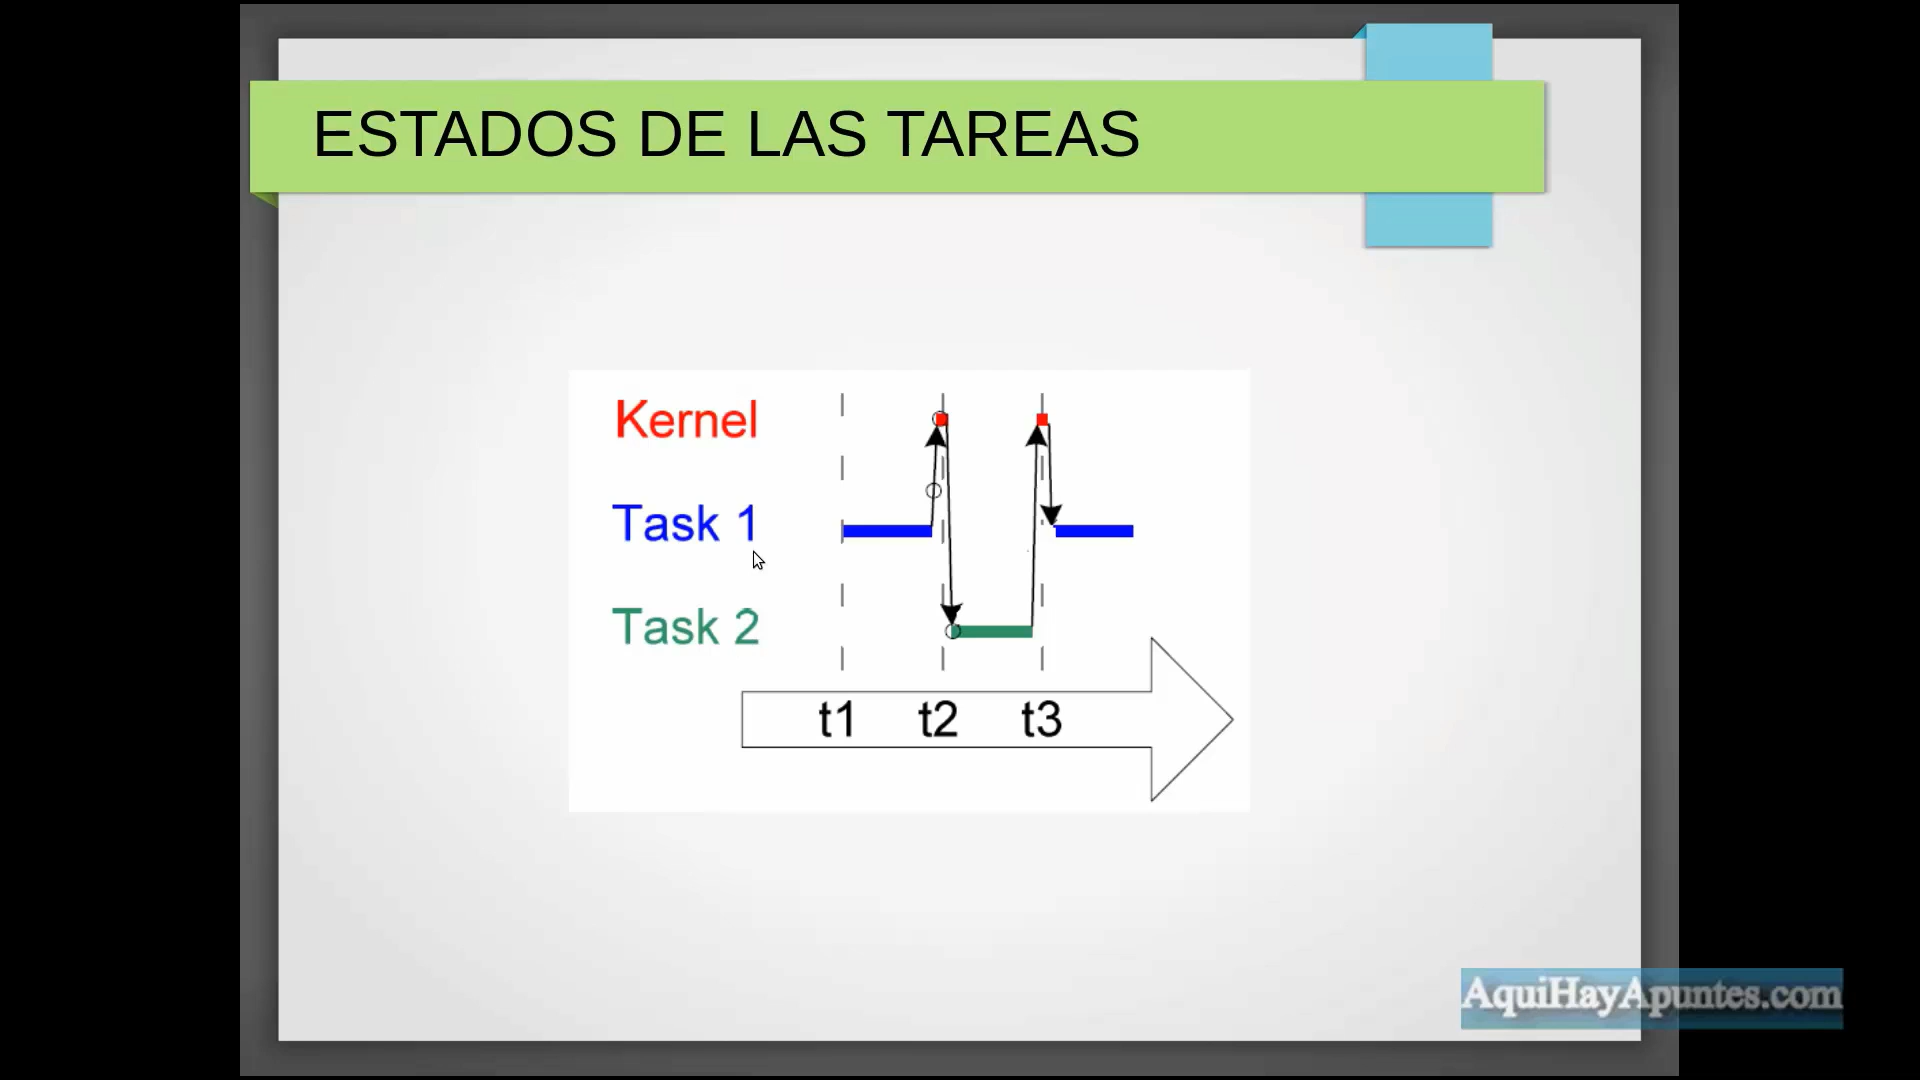 ESTADOS DE LAS TAREAS
Kernel
Task 1
Task 2
t1 t2 t3
AquiHayApuntes.com